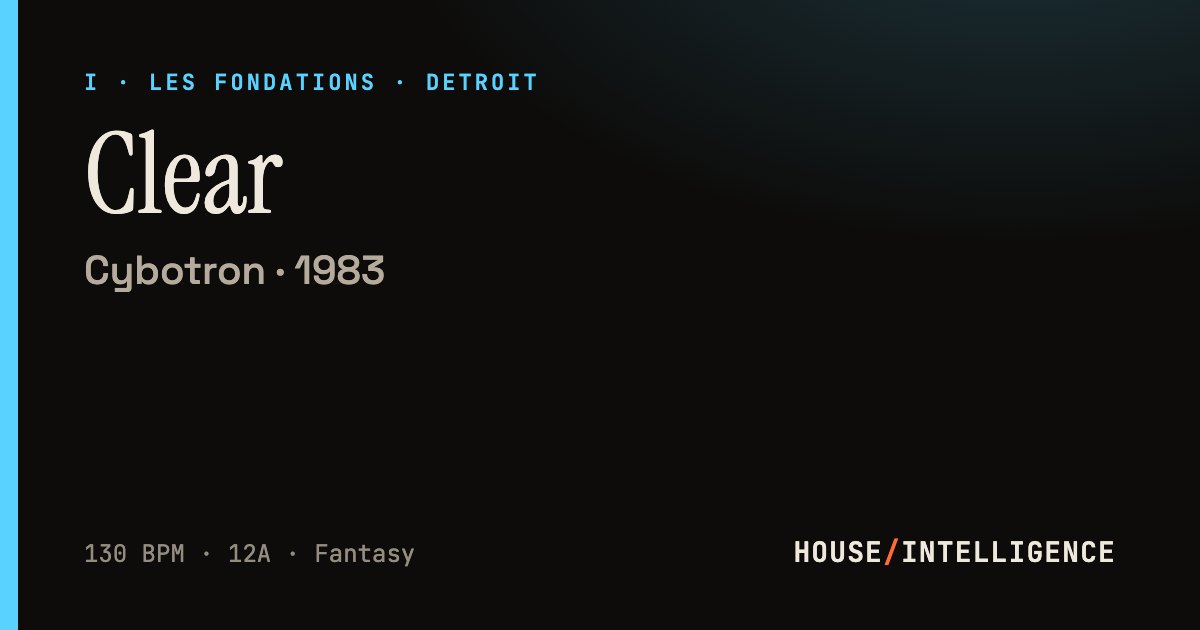 I · LES FONDATIONS · DETROIT
Clear
Cybotron · 1983
130 BPM · 12A · Fantasy
HOUSE/INTELLIGENCE